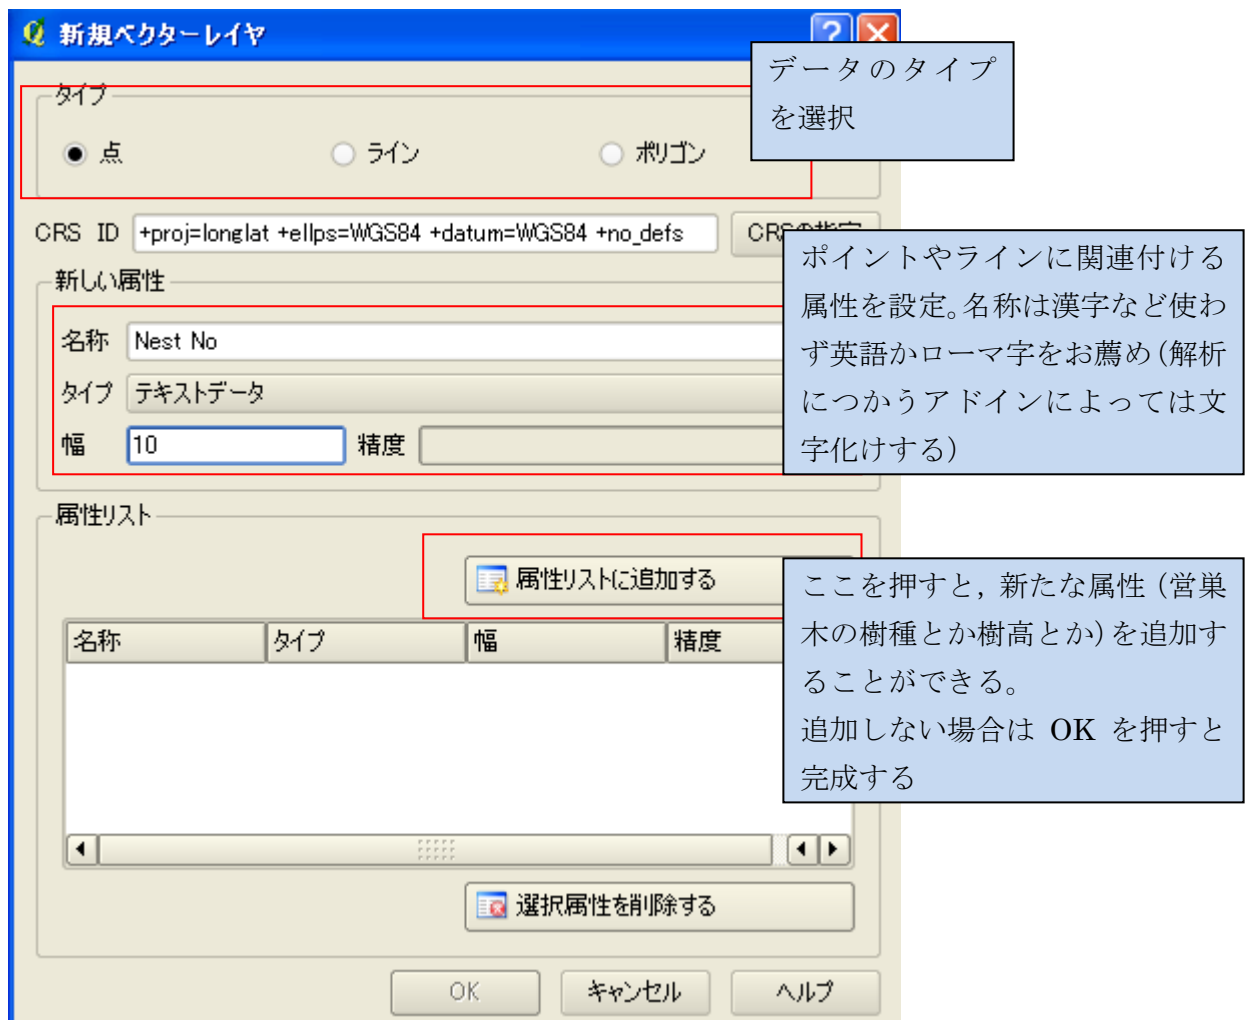 新規ベクターレイヤ
データのタイプ
を選択
タイプ
点 ライン ポリゴン
CRS ID +proj=longlat +ellps=WGS84 +datum=WGS84 +no_defs CRSの指定
新しい属性
名称 Nest No
タイプ テキストデータ
幅 10 精度
ポイントやラインに関連付ける
属性を設定。名称は漢字など使わ
ず英語かローマ字をお薦め（解析
につかうアドインによっては文
字化けする）
属性リスト
属性リストに追加する
名称 タイプ 幅 精度
ここを押すと，新たな属性（営巣
木の樹種とか樹高とか）を追加す
ることができる。
追加しない場合は OK を押すと
完成する
選択属性を削除する
OK キャンセル ヘルプ